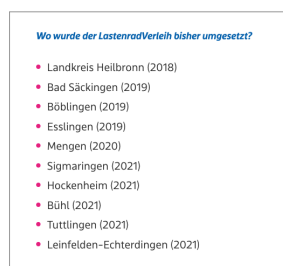 Wo wurde der LastenradVerleih bisher umgesetzt?
• Landkreis Heilbronn (2018)
• Bad Säckingen (2019)
• Böblingen (2019)
• Esslingen (2019)
• Mengen (2020)
• Sigmaringen (2021)
• Hockenheim (2021)
• Bühl (2021)
• Tuttlingen (2021)
• Leinfelden-Echterdingen (2021)